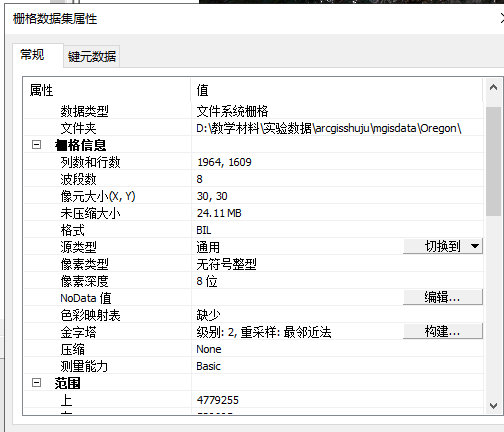 栅格数据集属性
常规 键元数据
属性 值
数据类型 文件系统栅格
文件夹 D:\教学材料\实验数据\arcgisshuju\mgisdata\Oregon\
栅格信息
列数和行数 1964, 1609
波段数 8
像元大小(X, Y) 30, 30
未压缩大小 24.11 MB
格式 BIL
源类型 通用 切换到
像素类型 无符号整型
像素深度 8 位
NoData 值 编辑...
色彩映射表 缺少
金字塔 级别: 2, 重采样: 最邻近法 构建...
压缩 None
测量能力 Basic
范围
上 4779255